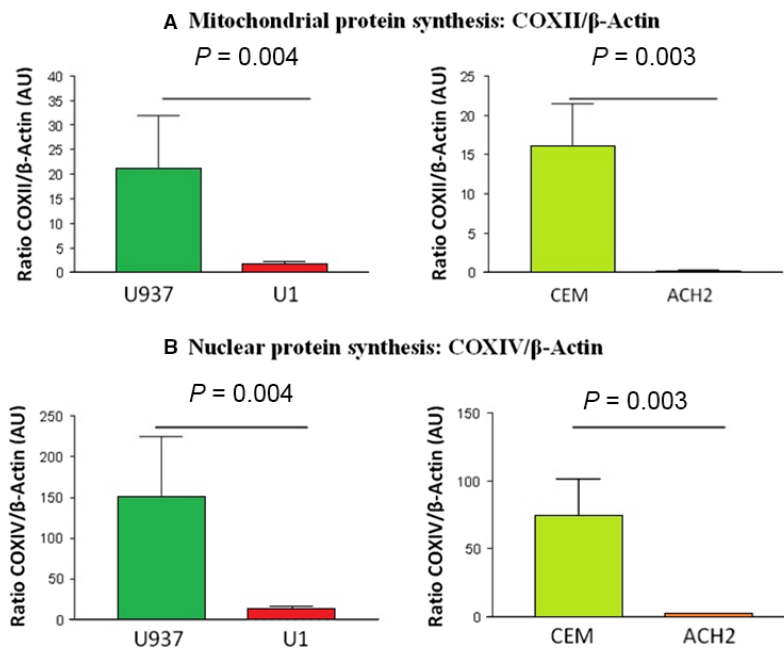 A Mitochondrial protein synthesis: COXII/β-Actin
P = 0.004
Ratio COXII/β-Actin (AU)
40
35
30
25
20
15
10
5
0
U937 U1
P = 0.003
Ratio COXII/β-Actin (AU)
25
20
15
10
5
0
CEM ACH2
B Nuclear protein synthesis: COXIV/β-Actin
P = 0.004
Ratio COXIV/β-Actin (AU)
250
200
150
100
50
0
U937 U1
P = 0.003
Ratio COXIV/β-Actin (AU)
150
100
50
0
CEM ACH2